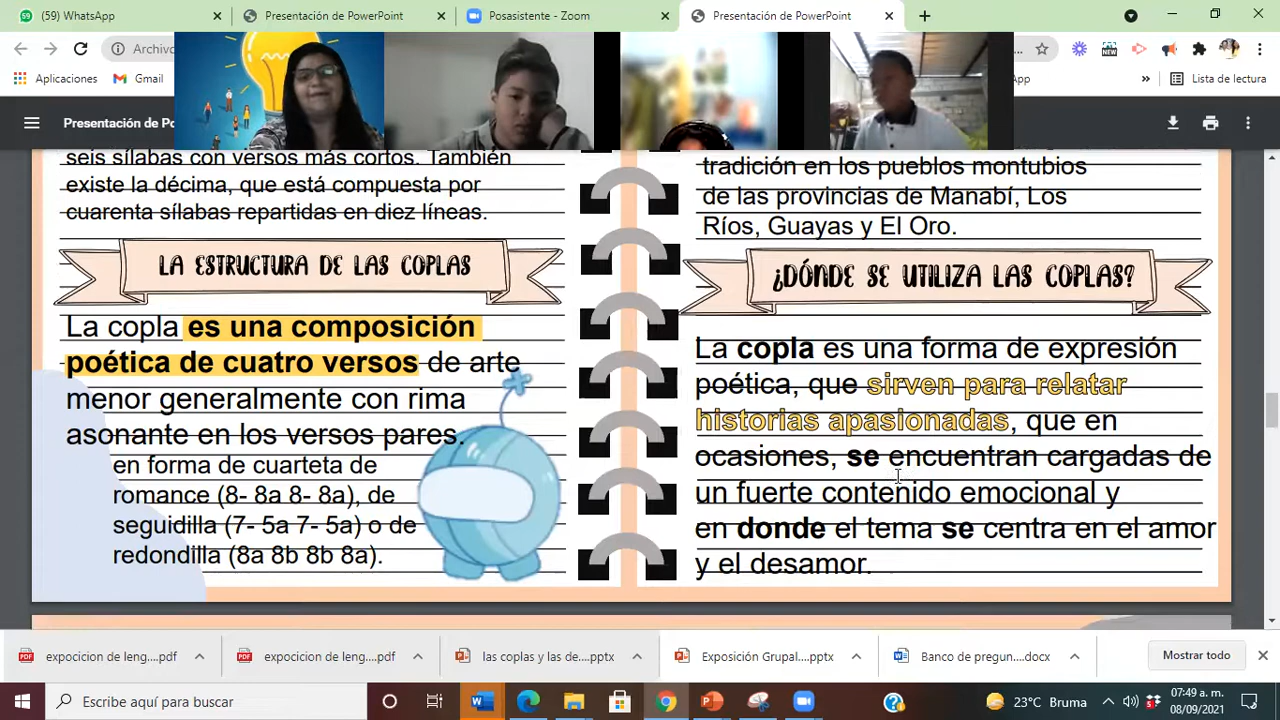 (59) WhatsApp
Presentación de PowerPoint
Posasistente - Zoom
Presentación de PowerPoint
Archivo
Aplicaciones
Gmail
NEW
App
»
Lista de lectura
Presentación de Po
seis sílabas con versos más cortos. También
existe la décima, que está compuesta por
cuarenta sílabas repartidas en diez líneas.
LA ESTRUCTURA DE LAS COPLAS
La copla es una composición
poética de cuatro versos de arte
menor generalmente con rima
asonante en los versos pares.
en forma de cuarteta de
romance (8- 8a 8- 8a), de
seguidilla (7- 5a 7- 5a) o de
redondilla (8a 8b 8b 8a).
tradición en los pueblos montubios
de las provincias de Manabí, Los
Ríos, Guayas y El Oro.
¿DÓNDE SE UTILIZA LAS COPLAS?
La copla es una forma de expresión
poética, que sirven para relatar
historias apasionadas, que en
ocasiones, se encuentran cargadas de
un fuerte contenido emocional y
en donde el tema se centra en el amor
y el desamor.
expocicion de leng....pdf
expocicion de leng....pdf
las coplas y las de....pptx
Exposición Grupal....pptx
Banco de pregun....docx
Mostrar todo
Escribe aquí para buscar
23°C Bruma
07:49 a. m.
08/09/2021